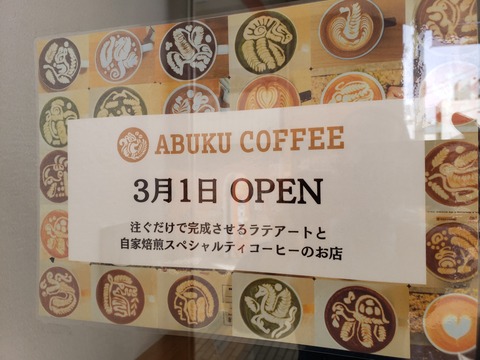 ABUKU COFFEE
3月1日 OPEN
注ぐだけで完成させるラテアートと
自家焙煎スペシャルティコーヒーのお店